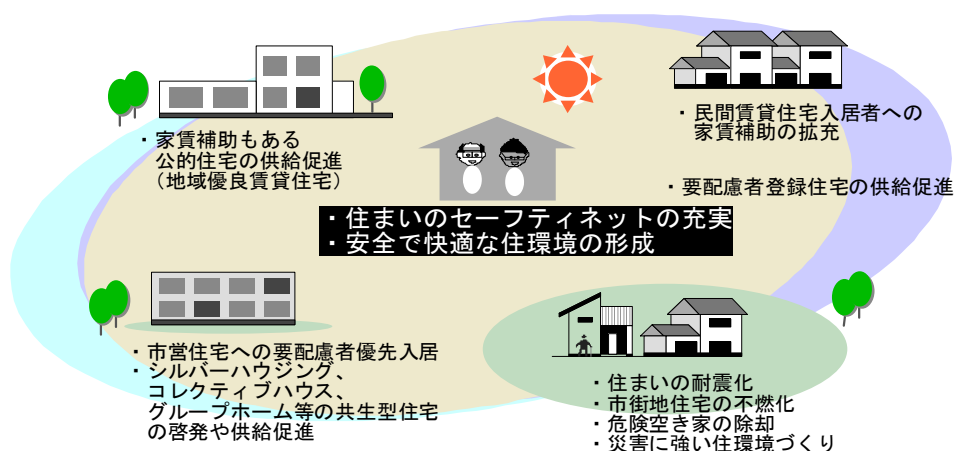 ・家賃補助もある
公的住宅の供給促進
（地域優良賃貸住宅）
・民間賃貸住宅入居者への
家賃補助の拡充
・要配慮者登録住宅の供給促進
・住まいのセーフティネットの充実
・安全で快適な住環境の形成
・市営住宅への要配慮者優先入居
・シルバーハウジング、
コレクティブハウス、
グループホーム等の共生型住宅
の啓発や供給促進
・住まいの耐震化
・市街地住宅の不燃化
・危険空き家の除却
・災害に強い住環境づくり